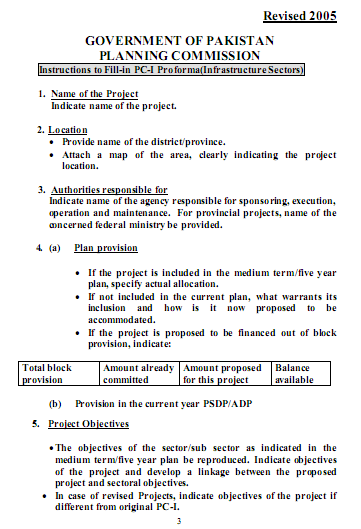 Revised 2005
GOVERNMENT OF PAKISTAN
PLANNING COMMISSION
Instructions to Fill-in PC-I Proforma(Infrastructure Sectors)
1. Name of the Project
Indicate name of the project.
2. Location
• Provide name of the district/province.
• Attach a map of the area, clearly indicating the project
location.
3. Authorities responsible for
Indicate name of the agency responsible for sponsoring, execution,
operation and maintenance. For provincial projects, name of the
concerned federal ministry be provided.
4. (a) Plan provision
• If the project is included in the medium term/five year
plan, specify actual allocation.
• If not included in the current plan, what warrants its
inclusion and how is it now proposed to be
accommodated.
• If the project is proposed to be financed out of block
provision, indicate:
Total block Amount already Amount proposed Balance
provision committed for this project available
(b) Provision in the current year PSDP/ADP
5. Project Objectives
• The objectives of the sector/sub sector as indicated in the
medium term/five year plan be reproduced. Indicate objectives
of the project and develop a linkage between the proposed
project and sectoral objectives.
• In case of revised Projects, indicate objectives of the project if
different from original PC-I.
3